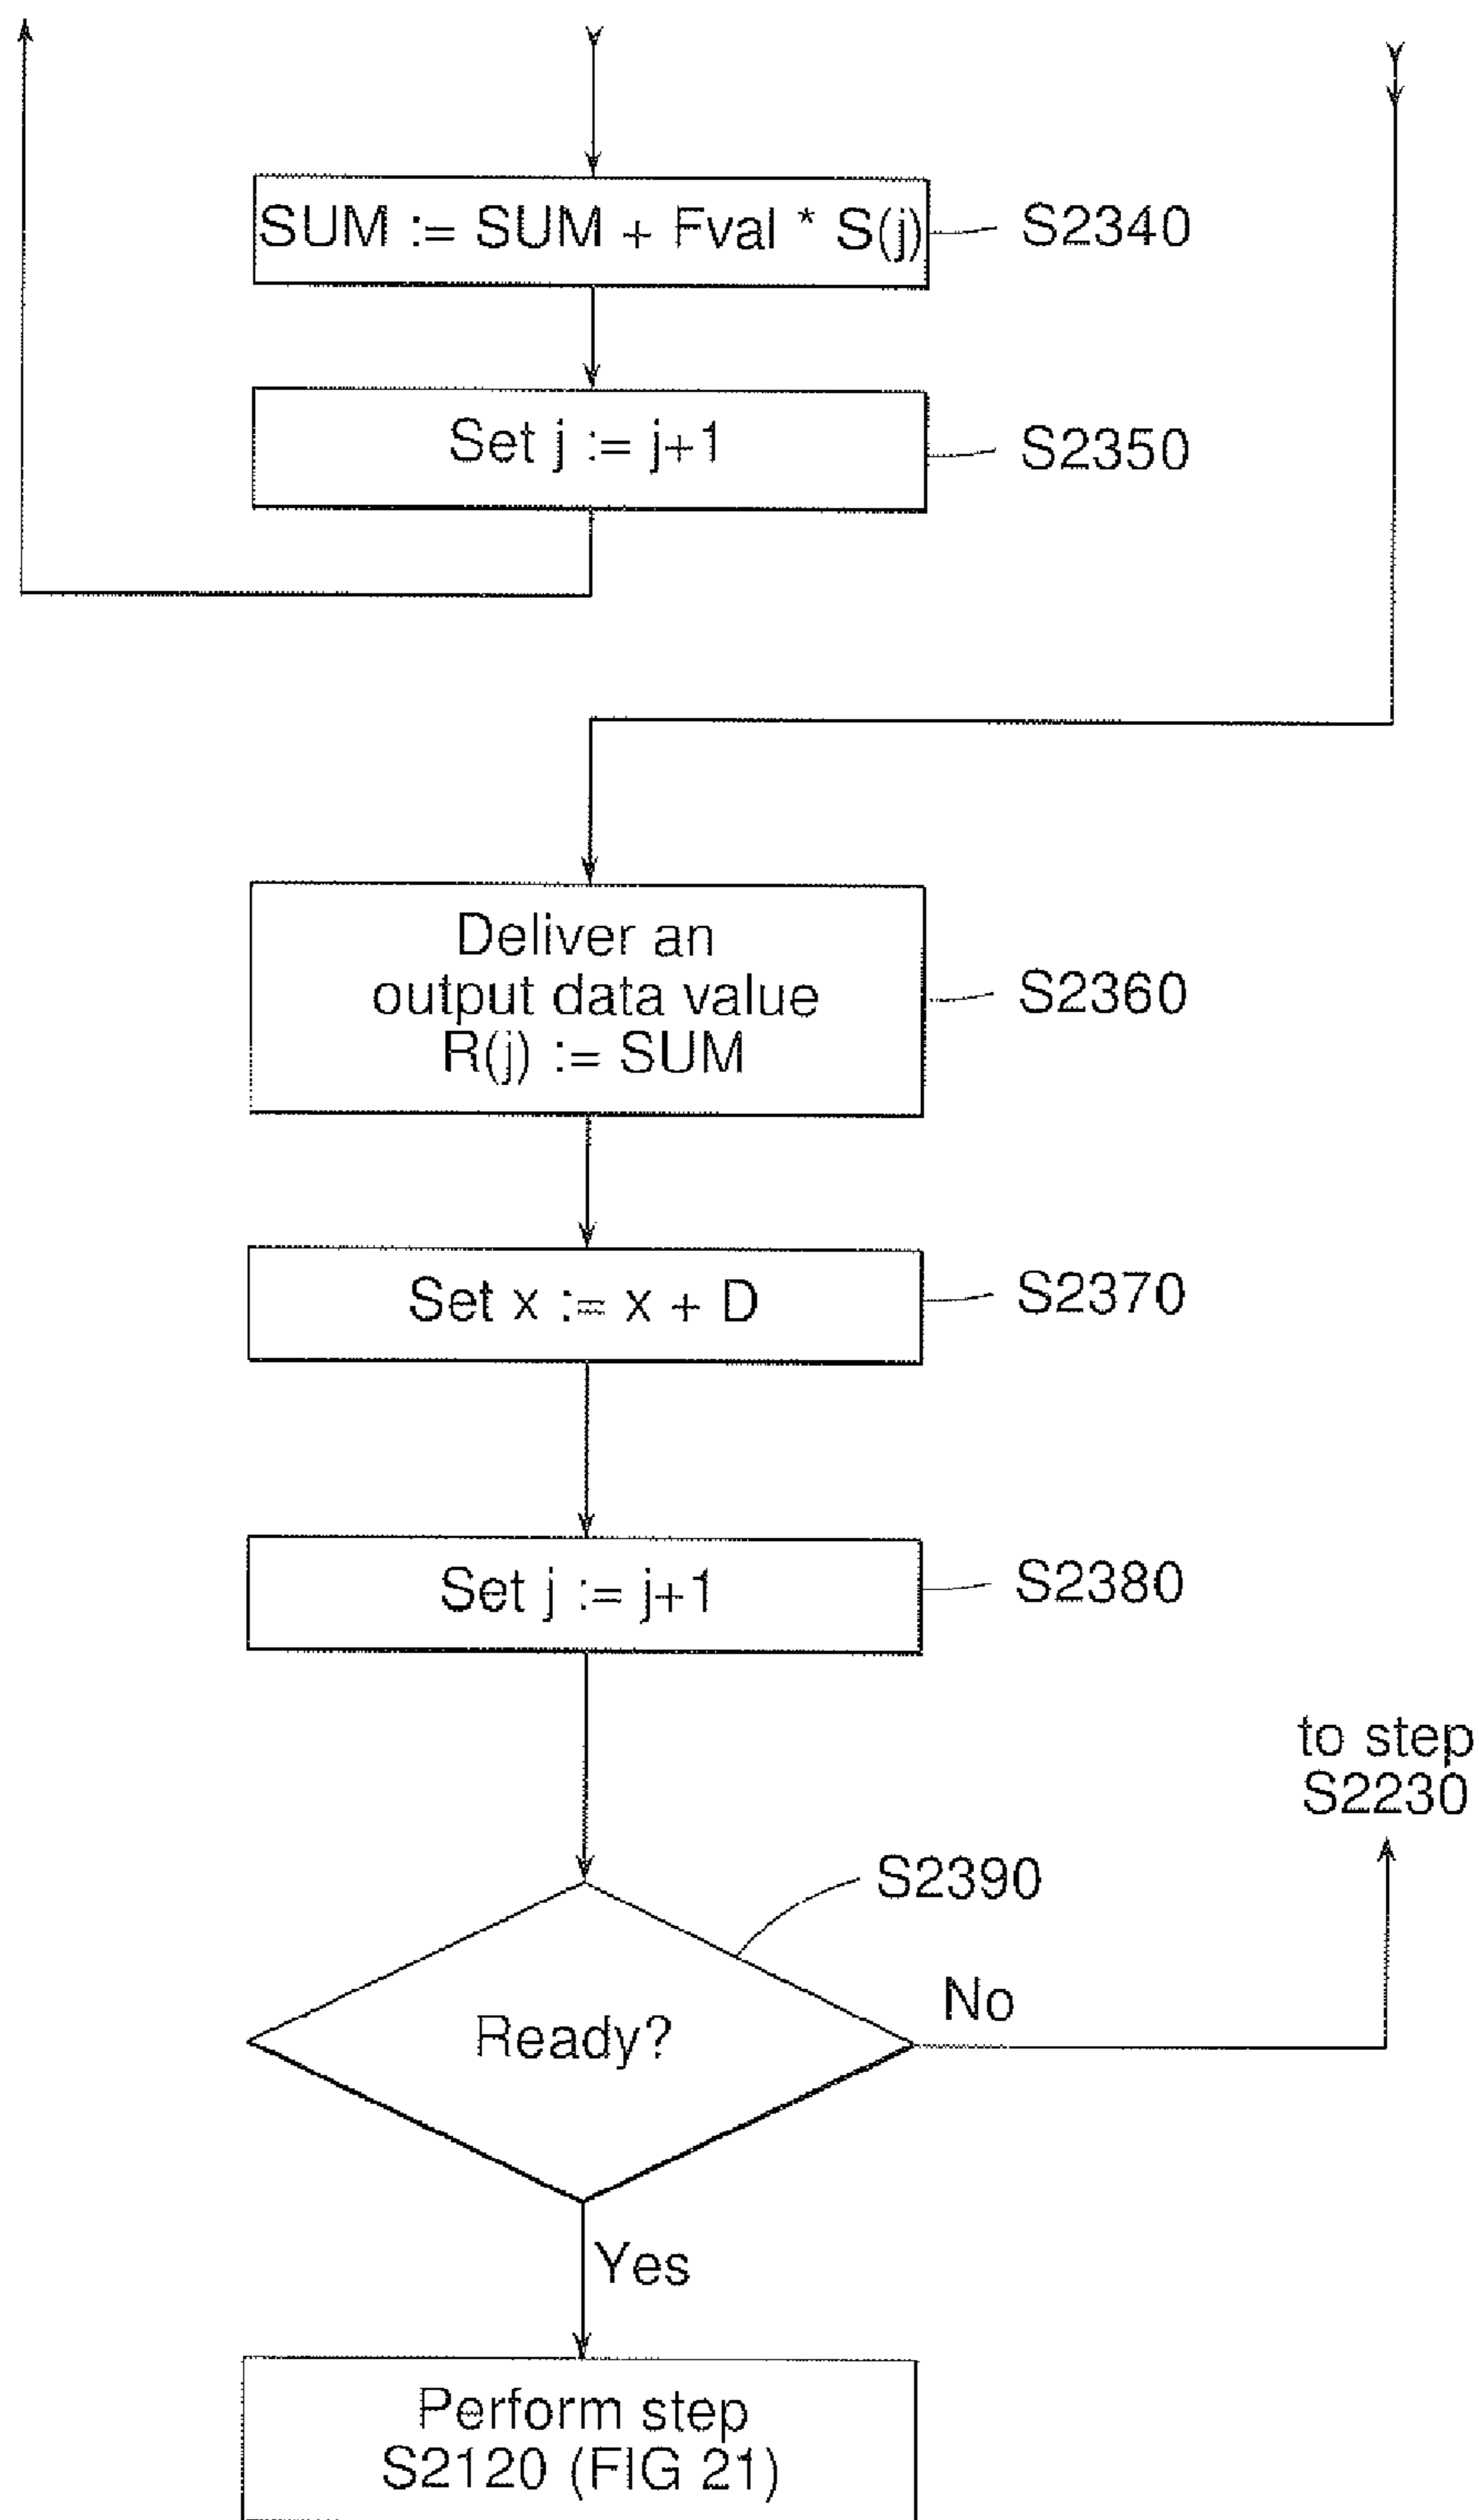 SUM := SUM + Fval * S(j)
S2340
Set j := j+1
S2350
Deliver an
output data value
R(j) := SUM
S2360
Set x := x + D
S2370
Set j := j+1
S2380
to step
S2230
S2390
No
Ready?
Yes
Perform step
S2120 (FIG 21)